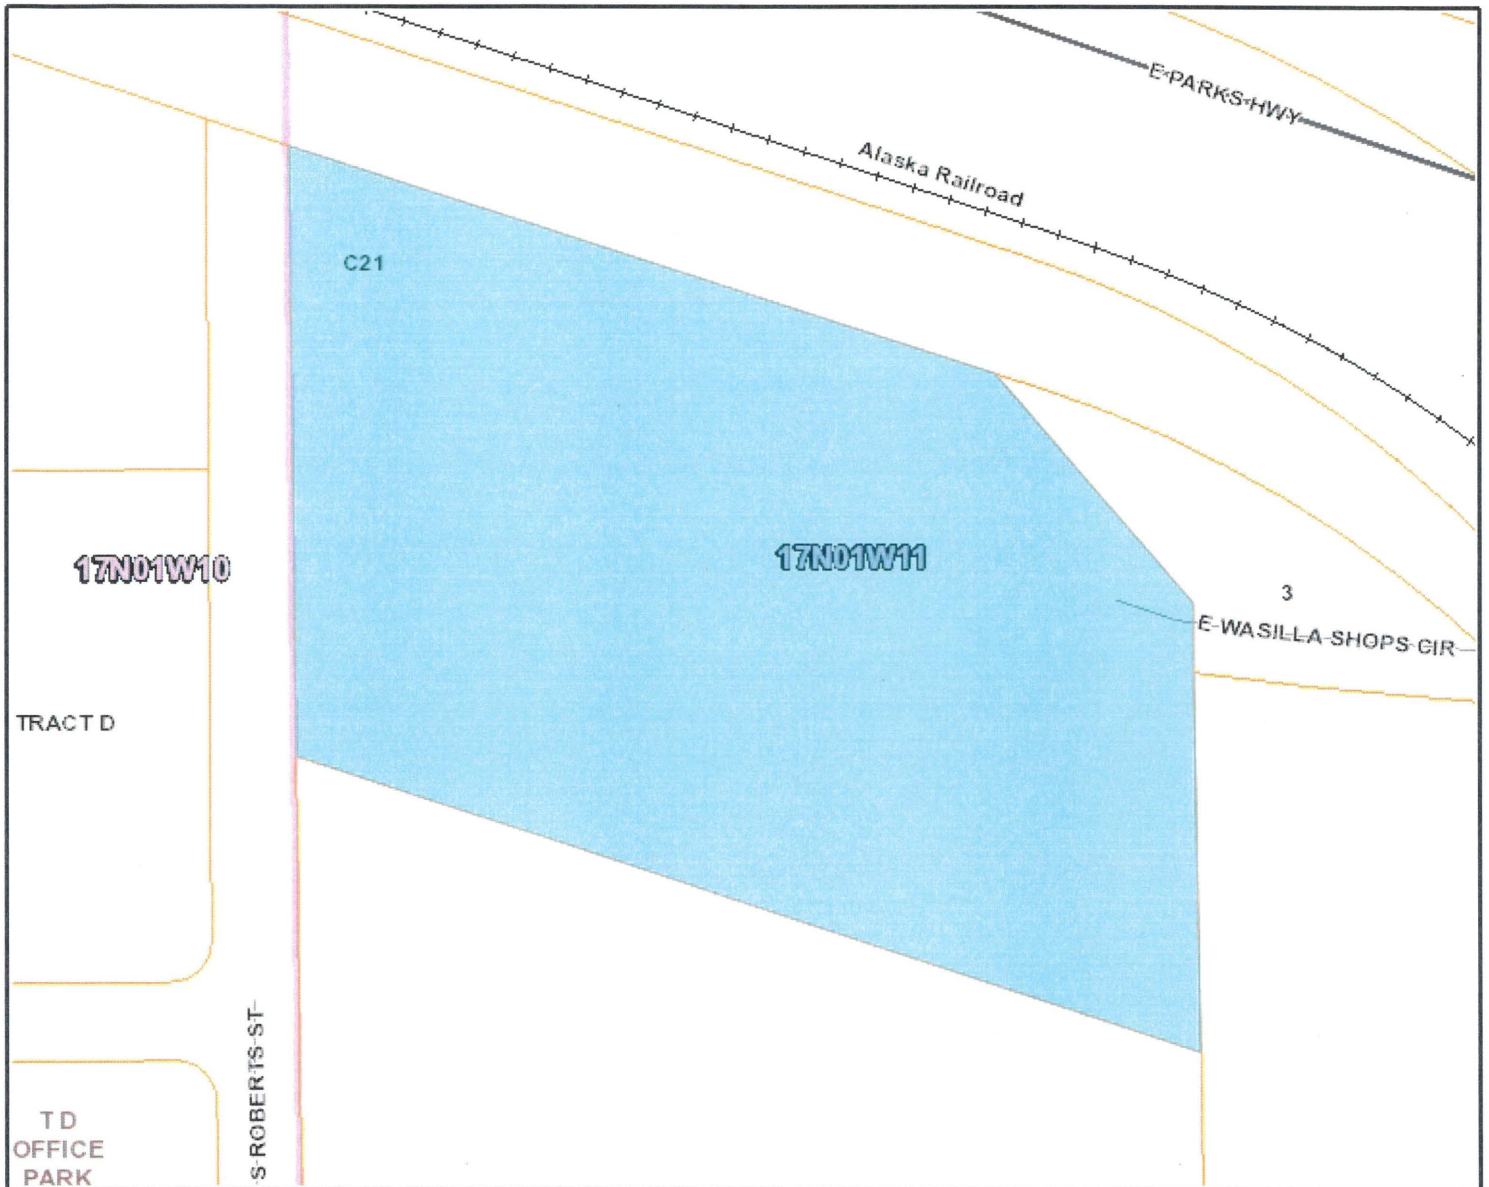 E PARKS HWY
Alaska Railroad
C21
17N01W10
17N01W11
3
E WASILLA SHOPS CIR
TRACT D
S ROBERTS ST
T D
OFFICE
PARK